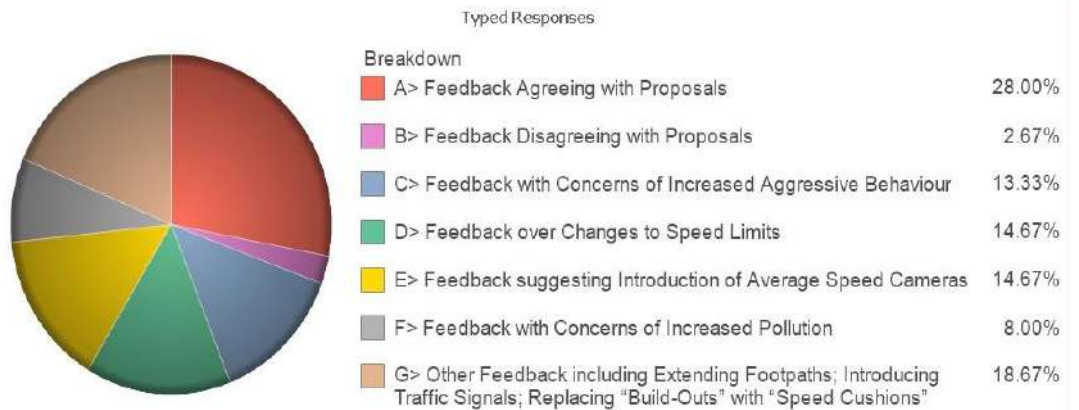 Typed Responses
Breakdown
A> Feedback Agreeing with Proposals 28.00%
B> Feedback Disagreeing with Proposals 2.67%
C> Feedback with Concerns of Increased Aggressive Behaviour 13.33%
D> Feedback over Changes to Speed Limits 14.67%
E> Feedback suggesting Introduction of Average Speed Cameras 14.67%
F> Feedback with Concerns of Increased Pollution 8.00%
G> Other Feedback including Extending Footpaths; Introducing 18.67%
Traffic Signals; Replacing “Build-Outs” with “Speed Cushions”